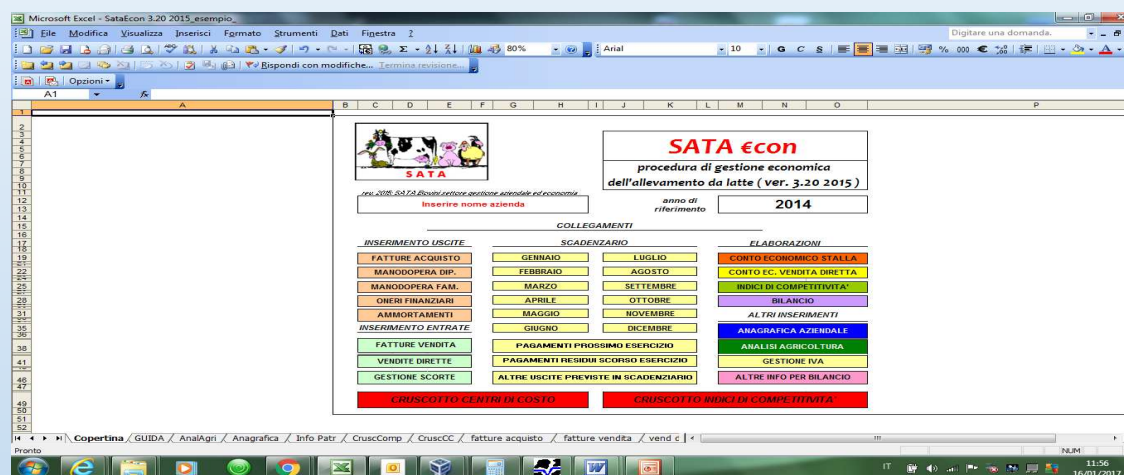 Microsoft Excel - SataEcon 3.20 2015_esempio_
File Modifica Visualizza Inserisci Formato Strumenti Dati Finestra ?
Digitare una domanda.
80%
Arial
10
G C S
% 000 €
Rispondi con modifiche... Termina revisione...
Opzioni
A1
fx
A B C D E F G H I J K L M N O P
SATA
SATA €con
procedura di gestione economica
dell'allevamento da latte ( ver. 3.20 2015 )
rev. 2015: SATA Bovini settore gestione aziendale ed economia
Inserire nome azienda
anno di riferimento
2014
COLLEGAMENTI
INSERIMENTO USCITE
SCADENZARIO
ELABORAZIONI
FATTURE ACQUISTO
GENNAIO
LUGLIO
CONTO ECONOMICO STALLA
MANODOPERA DIP.
FEBBRAIO
AGOSTO
CONTO EC. VENDITA DIRETTA
MANODOPERA FAM.
MARZO
SETTEMBRE
INDICI DI COMPETITIVITA'
ONERI FINANZIARI
APRILE
OTTOBRE
BILANCIO
AMMORTAMENTI
MAGGIO
NOVEMBRE
ALTRI INSERIMENTI
INSERIMENTO ENTRATE
GIUGNO
DICEMBRE
ANAGRAFICA AZIENDALE
FATTURE VENDITA
PAGAMENTI PROSSIMO ESERCIZIO
ANALISI AGRICOLTURA
VENDITE DIRETTE
PAGAMENTI RESIDUI SCORSO ESERCIZIO
GESTIONE IVA
GESTIONE SCORTE
ALTRE USCITE PREVISTE IN SCADENZIARIO
ALTRE INFO PER BILANCIO
CRUSCOTTO CENTRI DI COSTO
CRUSCOTTO INDICI DI COMPETITIVITA'
Copertina / GUIDA / AnalAgri / Anagrafica / Info Patr / CruscComp / CruscCC / fatture acquisto / fatture vendita / vend d
Pronto
NUM
IT
11:56
16/01/2017